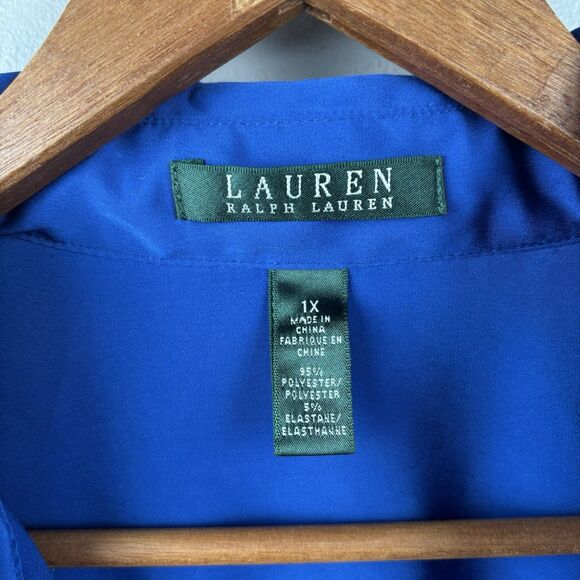 LAUREN
RALPH LAUREN
1X
MADE IN
CHINA
FABRIQUE EN
CHINE
95%
POLYESTER/
POLYESTER
5%
ELASTANE/
ELASTHANNE